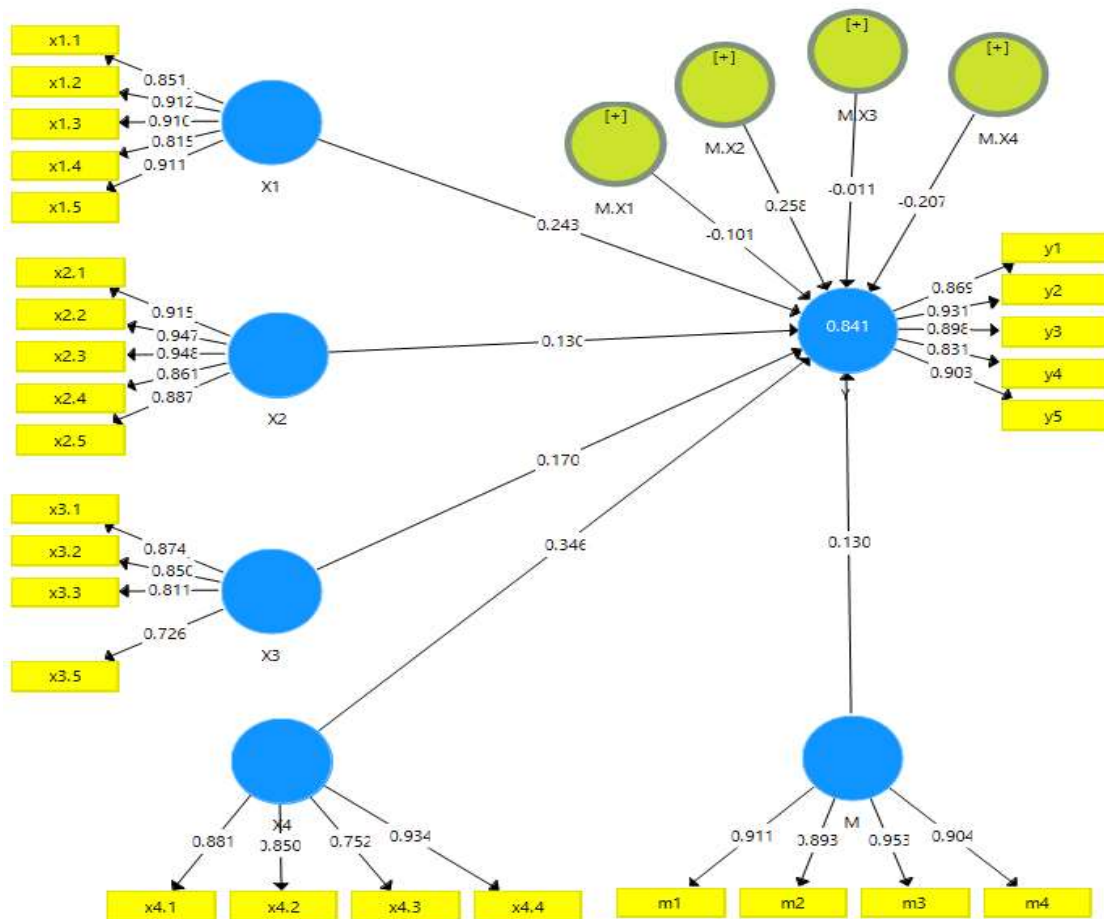 x1.1
x1.2
x1.3
x1.4
x1.5
0.851
0.912
0.910
0.815
0.911
X1
0.243
[+]
M.X1
-0.101
[+]
M.X2
0.258
[+]
M.X3
-0.011
[+]
M.X4
-0.207
x2.1
x2.2
x2.3
x2.4
x2.5
0.915
0.947
0.948
0.861
0.887
X2
0.130
0.841
Y
0.869
0.931
0.898
0.831
0.903
y1
y2
y3
y4
y5
x3.1
x3.2
x3.3
x3.5
0.874
0.850
0.811
0.726
X3
0.170
0.346
0.130
X4
0.881
0.850
0.752
0.934
x4.1
x4.2
x4.3
x4.4
M
0.911
0.893
0.953
0.904
m1
m2
m3
m4